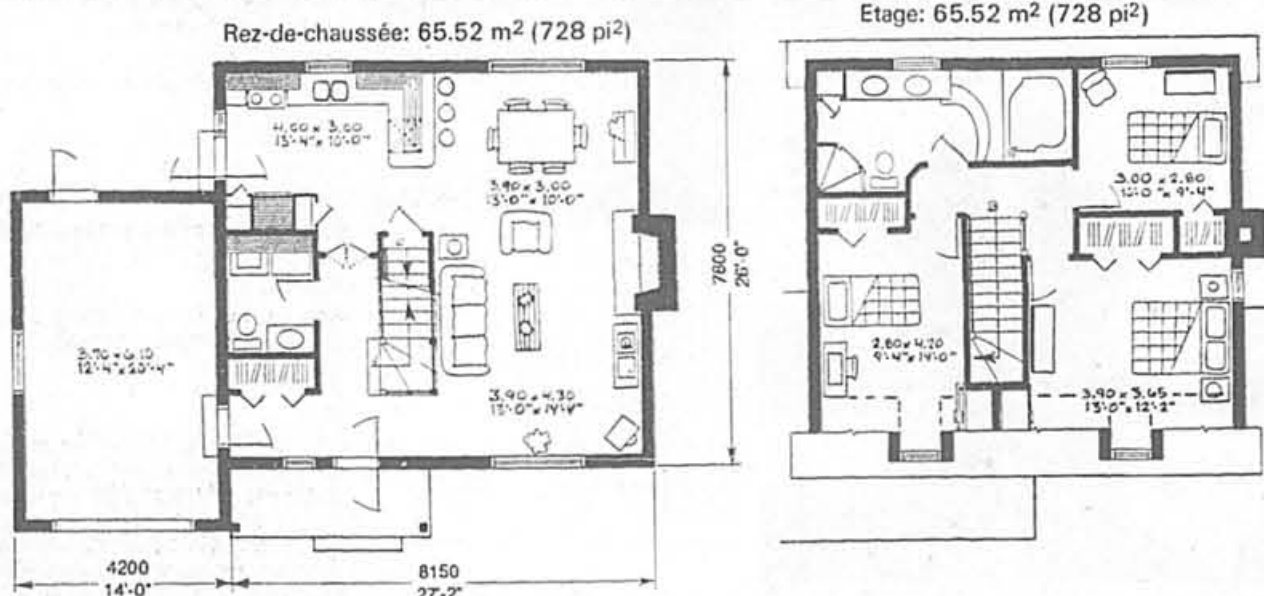 Rez-de-chaussée: 65.52 m² (728 pi²)
4,00 x 3,00
13'-4" x 10'-0"
3,90 x 3,00
13'-0" x 10'-0"
7800
26'-0"
3,70 x 6,10
12'-4" x 20'-4"
3,90 x 4,30
13'-0" x 14'-4"
4200
14'-0"
8150
27'-2"
Etage: 65.52 m² (728 pi²)
3,00 x 2,80
10'-0" x 9'-4"
2,80 x 4,20
9'-4" x 14'-0"
3,90 x 3,65
13'-0" x 12'-2"